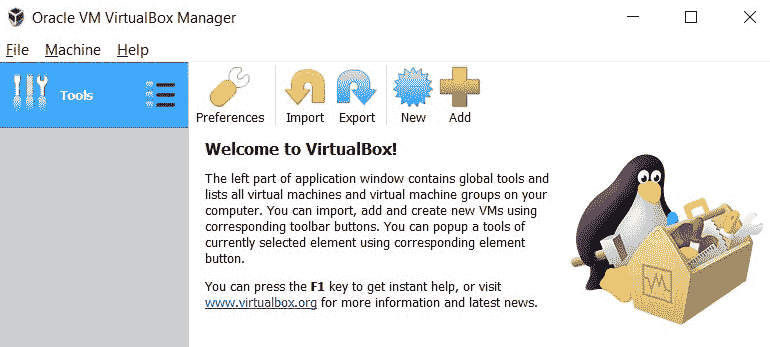 Oracle VM VirtualBox Manager
File Machine Help
Tools
Preferences Import Export New Add
Welcome to VirtualBox!
The left part of application window contains global tools and
lists all virtual machines and virtual machine groups on your
computer. You can import, add and create new VMs using
corresponding toolbar buttons. You can popup a tools of
currently selected element using corresponding element
button.
You can press the F1 key to get instant help, or visit
www.virtualbox.org for more information and latest news.